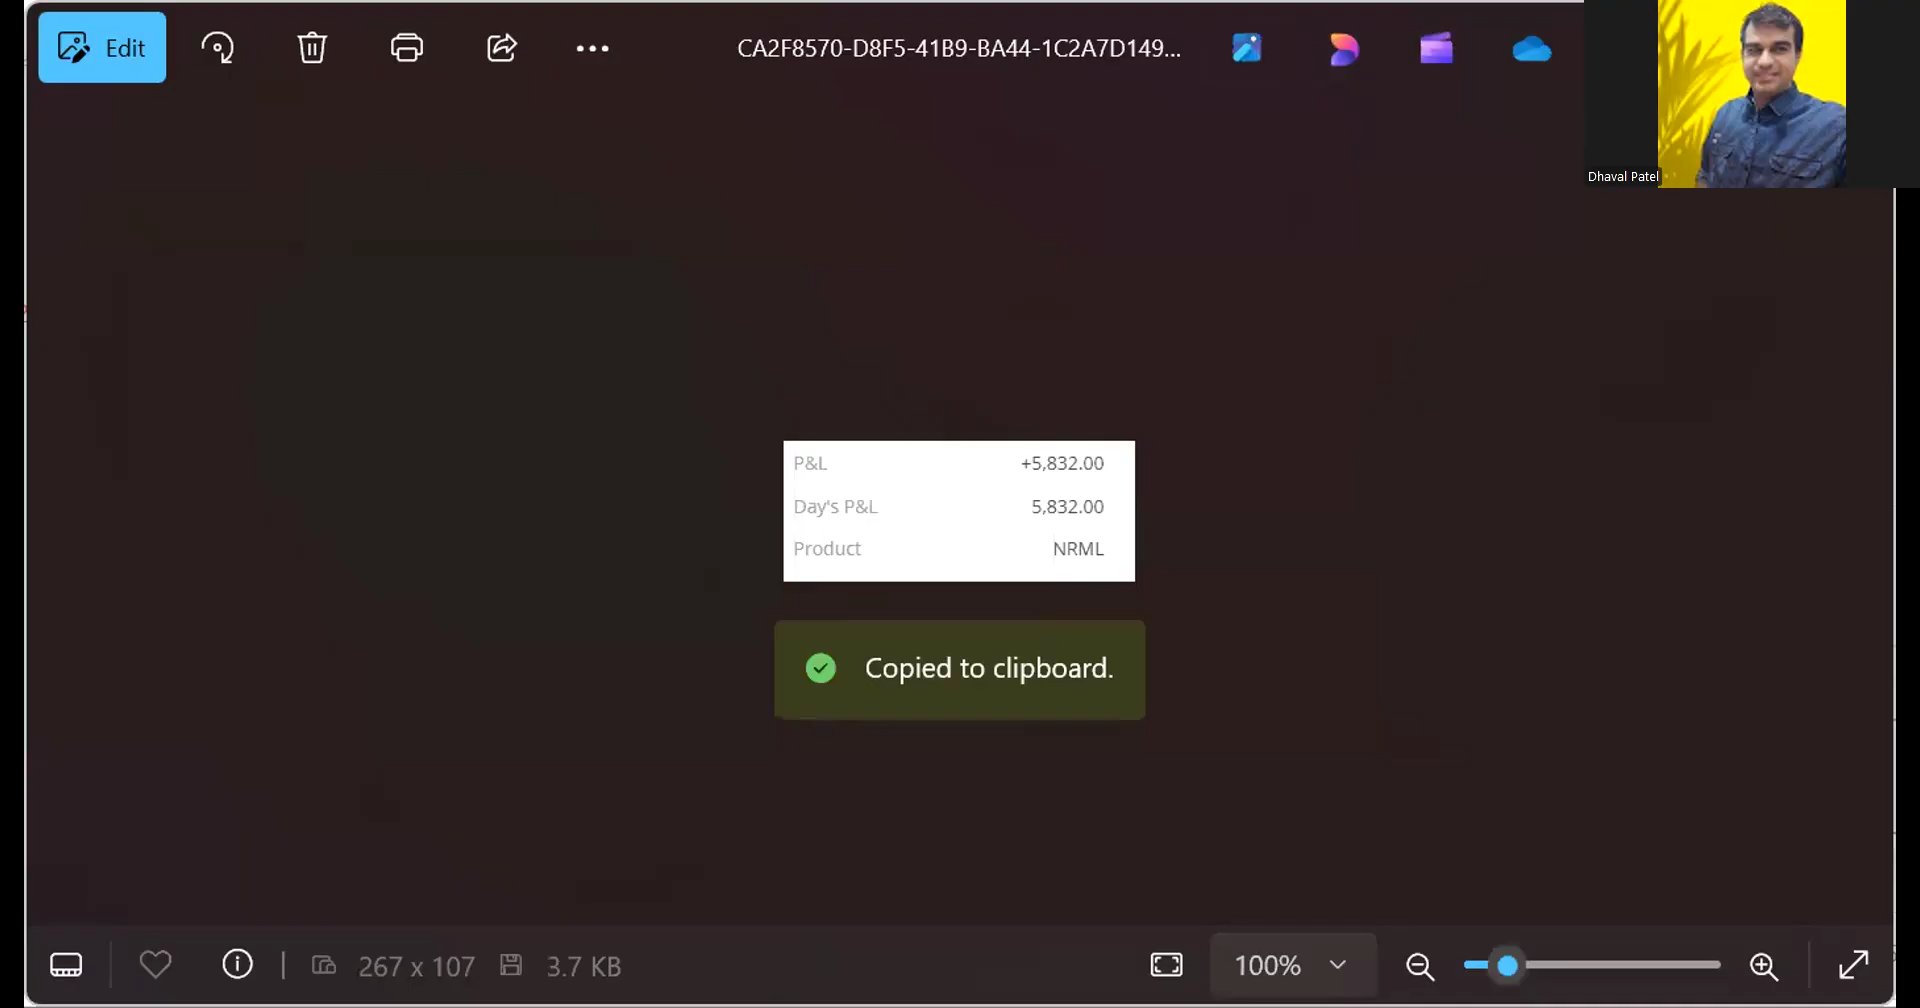 Edit
CA2F8570-D8F5-41B9-BA44-1C2A7D149...
Dhaval Patel
P&L +5,832.00
Day's P&L 5,832.00
Product NRML
Copied to clipboard.
267 x 107 3.7 KB 100%